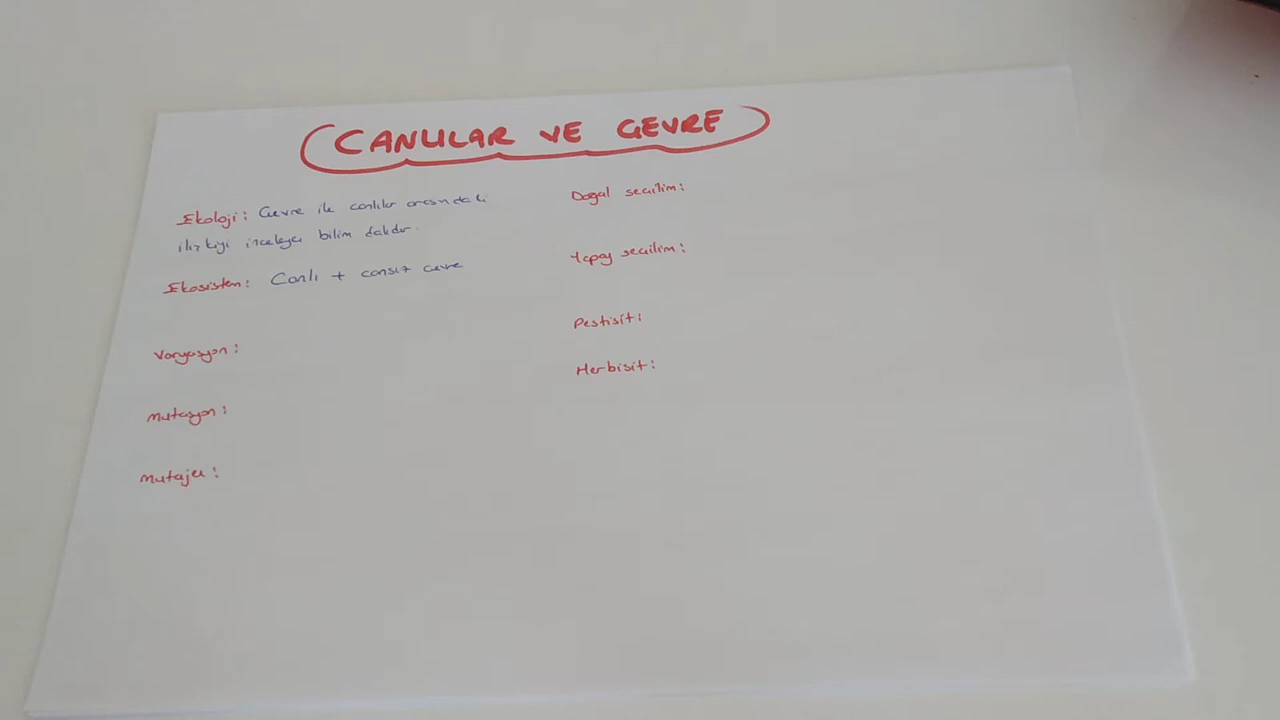 CANLILAR VE ÇEVRE
Ekoloji: Çevre ile canlılar arasındaki
ilişkiyi inceleyen bilim dalıdır.
Ekosistem: Canlı + cansız çevre
Varyasyon:
Mutasyon:
Mutajen:
Doğal seçilim:
Yapay seçilim:
Pestisit:
Herbisit: